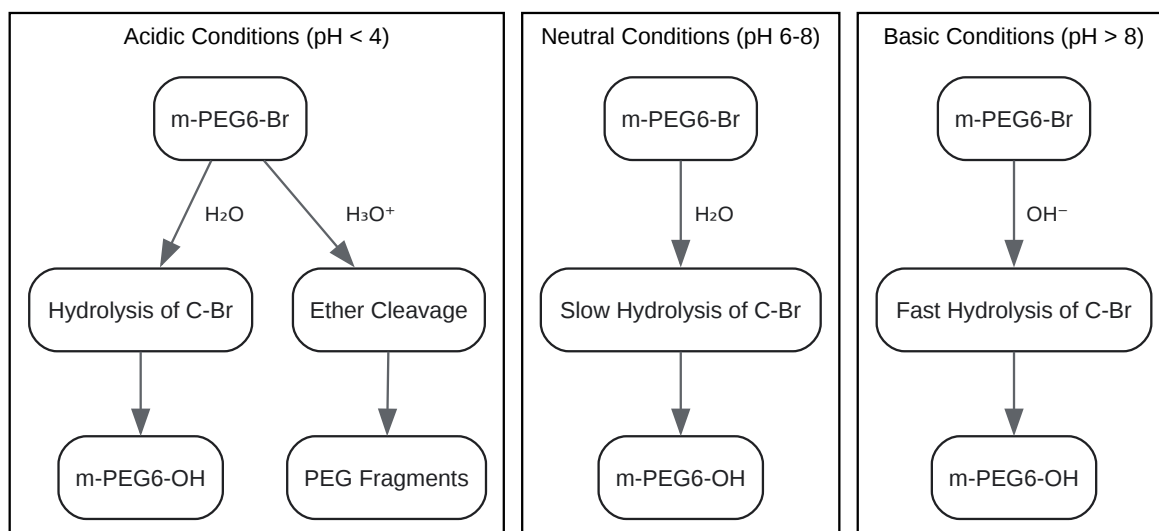 Acidic Conditions (pH < 4)
m-PEG6-Br
H₂O
H₃O⁺
Hydrolysis of C-Br
Ether Cleavage
m-PEG6-OH
PEG Fragments
Neutral Conditions (pH 6-8)
m-PEG6-Br
H₂O
Slow Hydrolysis of C-Br
m-PEG6-OH
Basic Conditions (pH > 8)
m-PEG6-Br
OH⁻
Fast Hydrolysis of C-Br
m-PEG6-OH